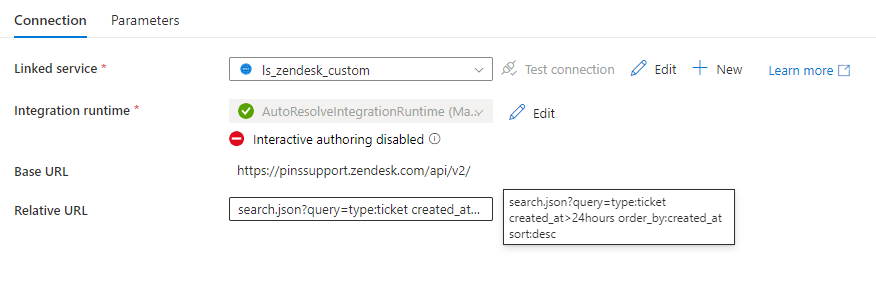 Connection Parameters
Linked service * ls_zendesk_custom Test connection Edit New Learn more
Integration runtime * AutoResolveIntegrationRuntime (Ma... Edit
Interactive authoring disabled
Base URL https://pinssupport.zendesk.com/api/v2/
Relative URL search.json?query=type:ticket created_at...
search.json?query=type:ticket
created_at>24hours order_by:created_at
sort:desc